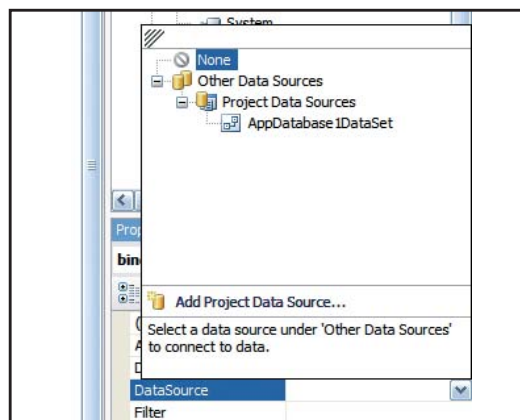 System
None
Other Data Sources
Project Data Sources
AppDatabase1DataSet
Add Project Data Source...
Select a data source under 'Other Data Sources'
to connect to data.
DataSource
Filter